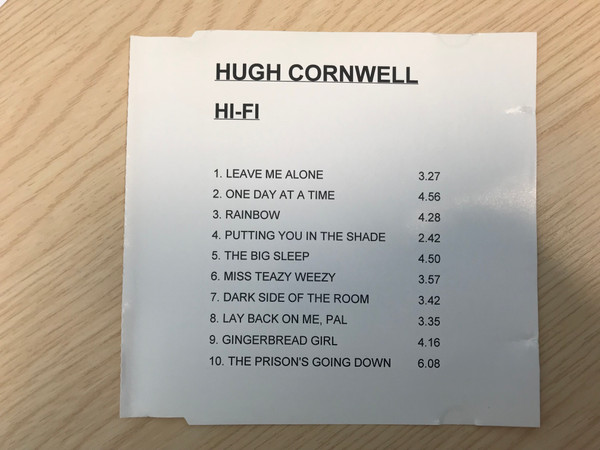 HUGH CORNWELL
HI-FI
1. LEAVE ME ALONE 3.27
2. ONE DAY AT A TIME 4.56
3. RAINBOW 4.28
4. PUTTING YOU IN THE SHADE 2.42
5. THE BIG SLEEP 4.50
6. MISS TEAZY WEEZY 3.57
7. DARK SIDE OF THE ROOM 3.42
8. LAY BACK ON ME, PAL 3.35
9. GINGERBREAD GIRL 4.16
10. THE PRISON'S GOING DOWN 6.08